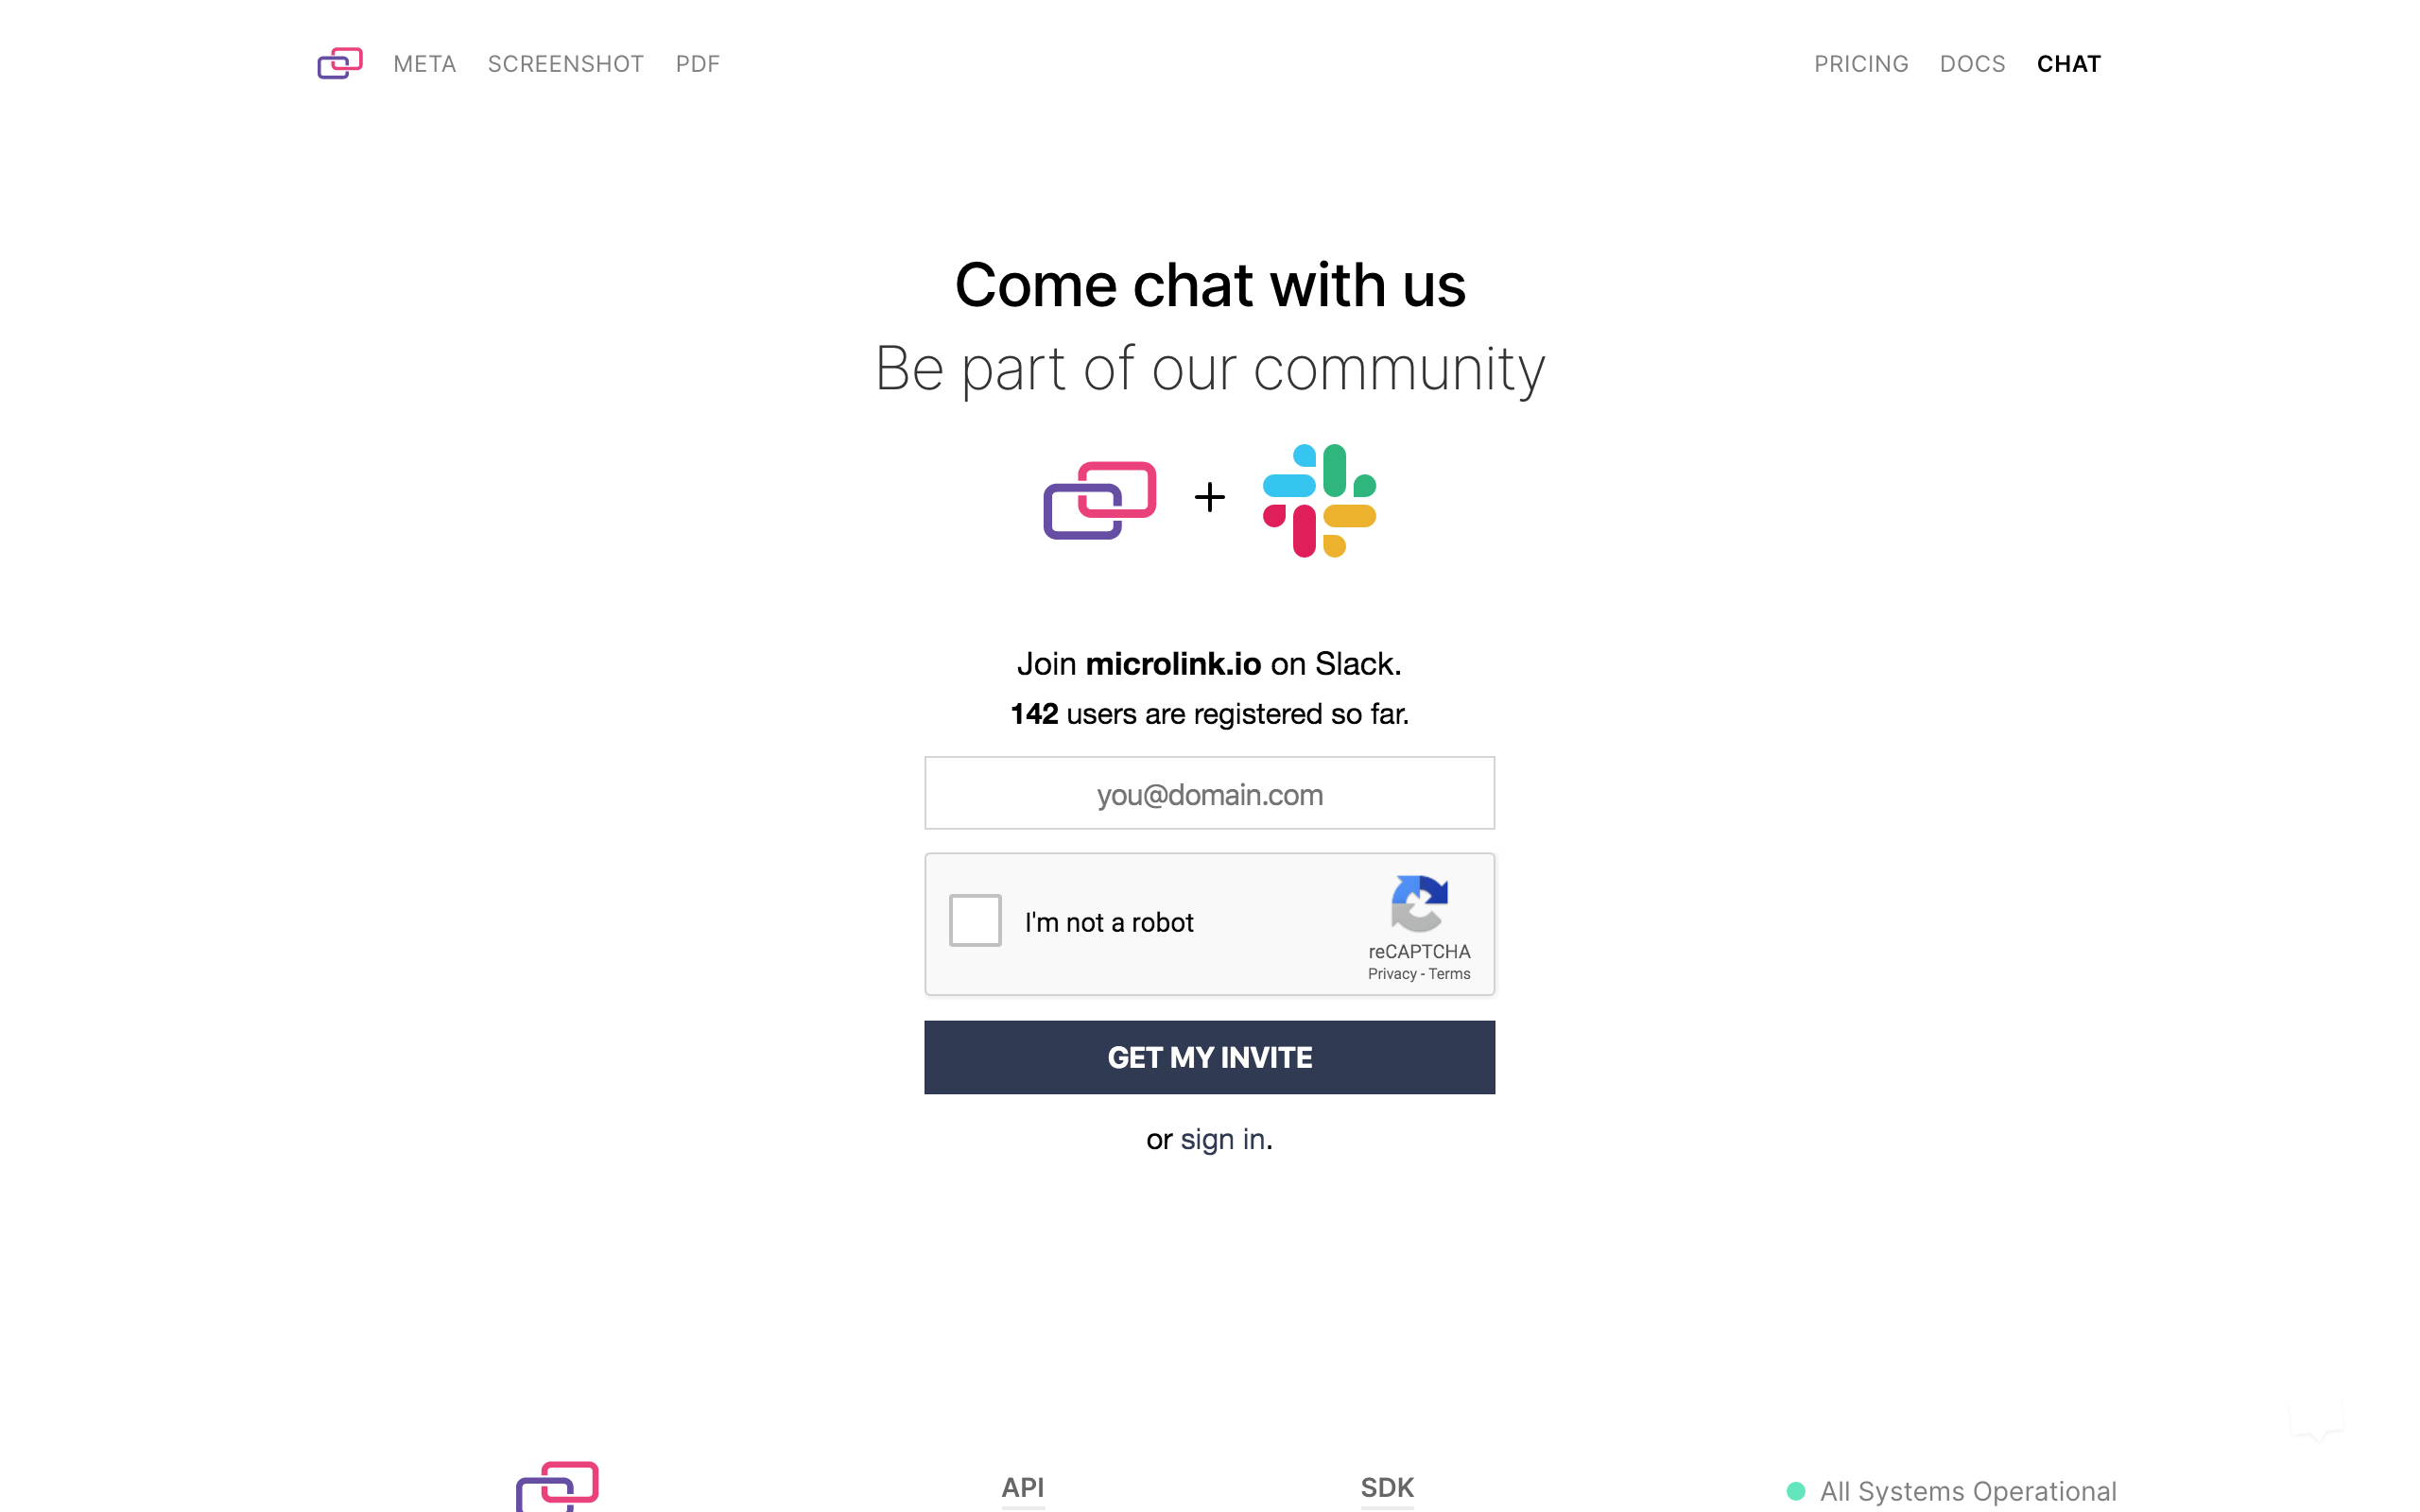 META SCREENSHOT PDF PRICING DOCS CHAT
Come chat with us
Be part of our community
+
Join microlink.io on Slack.
142 users are registered so far.
you@domain.com
I'm not a robot
reCAPTCHA
Privacy - Terms
GET MY INVITE
or sign in.
API SDK All Systems Operational